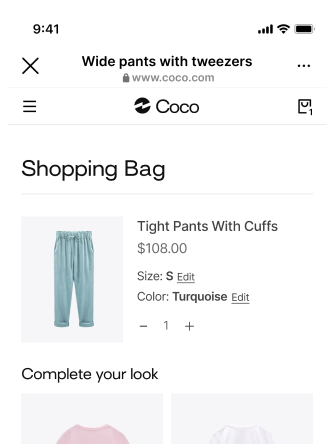 9:41
Wide pants with tweezers
www.coco.com
Coco
1
Shopping Bag
Tight Pants With Cuffs
$108.00
Size: S Edit
Color: Turquoise Edit
− 1 +
Complete your look